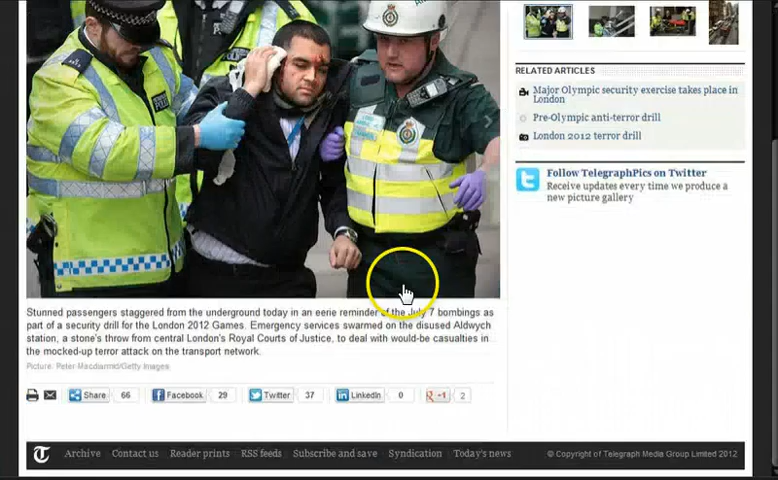 RELATED ARTICLES
Major Olympic security exercise takes place in
London
Pre-Olympic anti-terror drill
London 2012 terror drill
Follow TelegraphPics on Twitter
Receive updates every time we produce a
new picture gallery
Stunned passengers staggered from the underground today in an eerie reminder of the July 7 bombings as
part of a security drill for the London 2012 Games. Emergency services swarmed on the disused Aldwych
station, a stone's throw from central London's Royal Courts of Justice, to deal with would-be casualties in
the mocked-up terror attack on the transport network.
Picture: Peter Macdiarmid/Getty Images
Share 66 Facebook 29 Twitter 37 LinkedIn 0 +1 2
Archive Contact us Reader prints RSS feeds Subscribe and save Syndication Today's news © Copyright of Telegraph Media Group Limited 2012